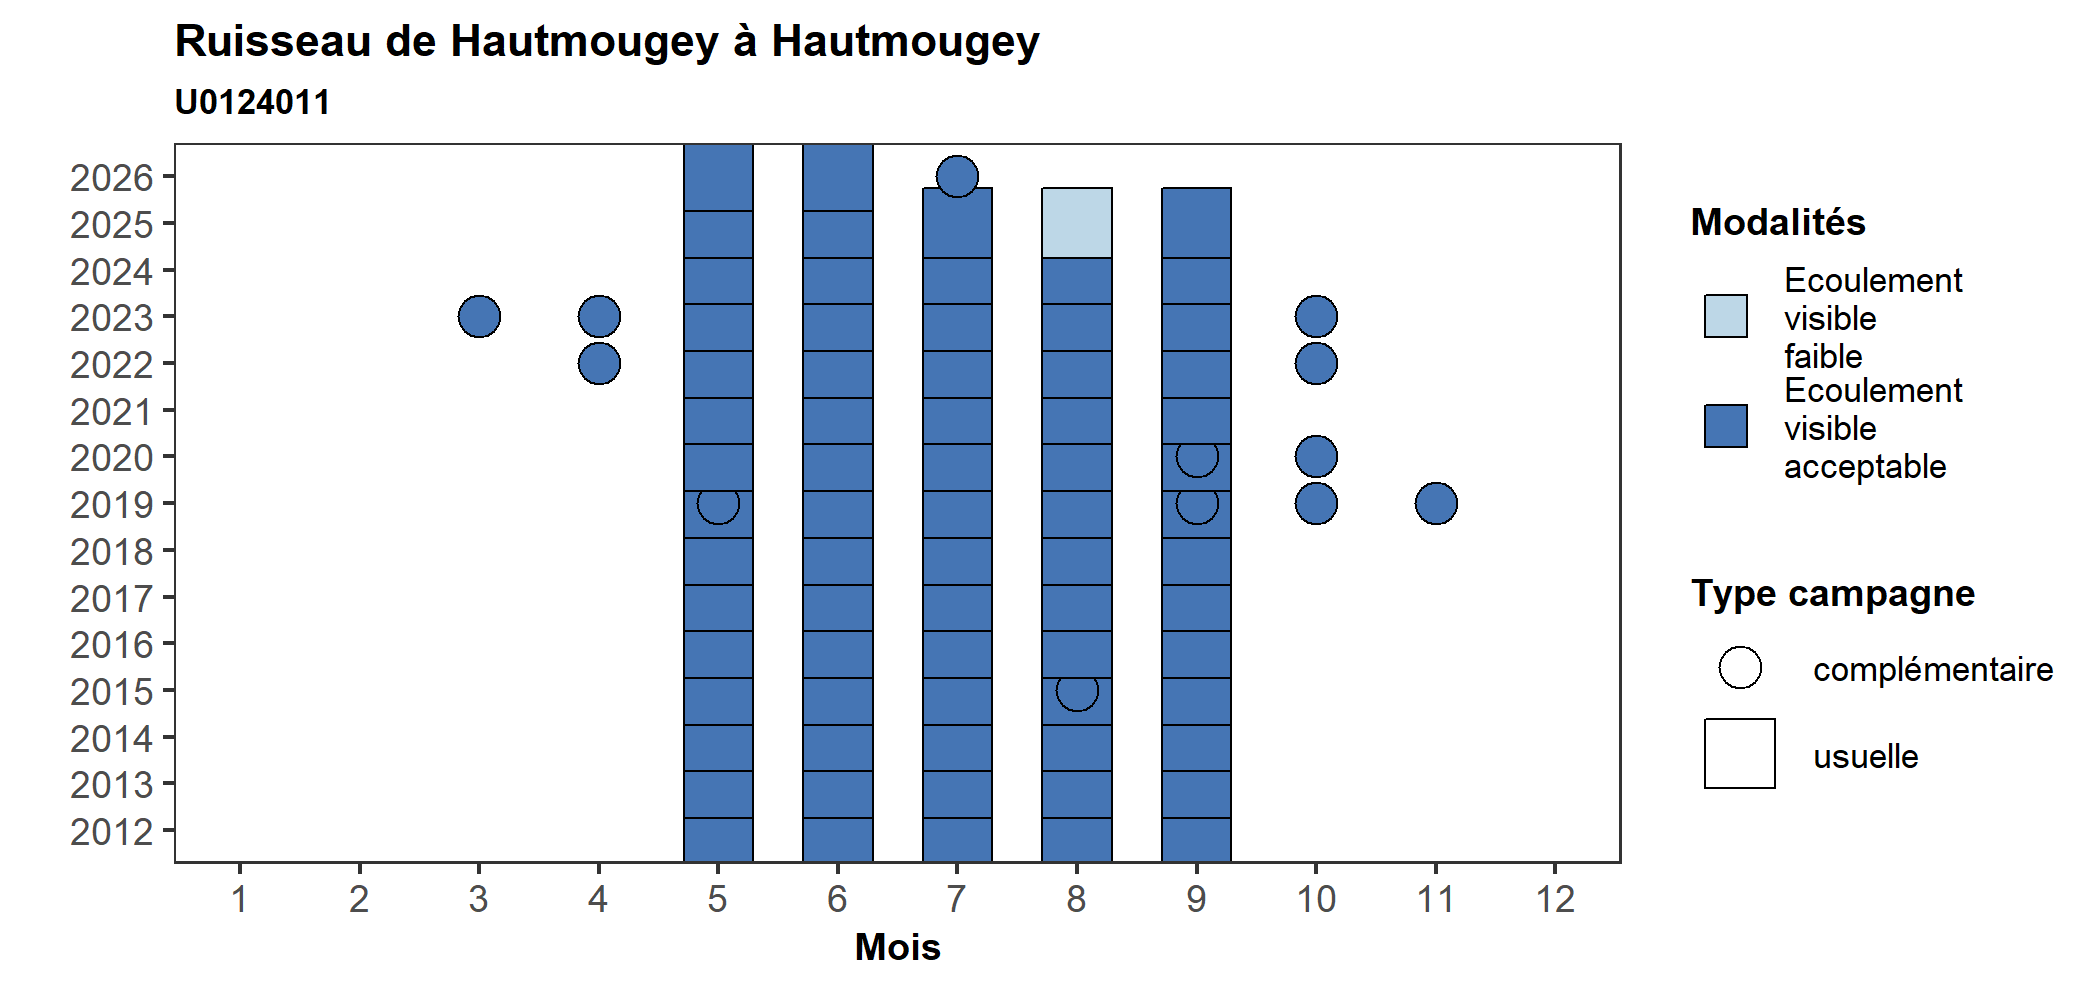 Ruisseau de Hautmougey à Hautmougey
U0124011
2026
2025
2024
2023
2022
2021
2020
2019
2018
2017
2016
2015
2014
2013
2012
1 2 3 4 5 6 7 8 9 10 11 12
Mois
Modalités
Ecoulement
visible
faible
Ecoulement
visible
acceptable
Type campagne
complémentaire
usuelle